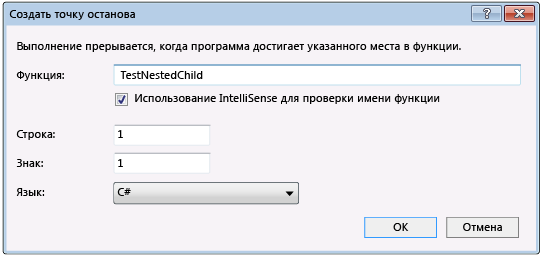 Создать точку останова
Выполнение прерывается, когда программа достигает указанного места в функции.
Функция: TestNestedChild
Использование IntelliSense для проверки имени функции
Строка: 1
Знак: 1
Язык: C#
OK Отмена